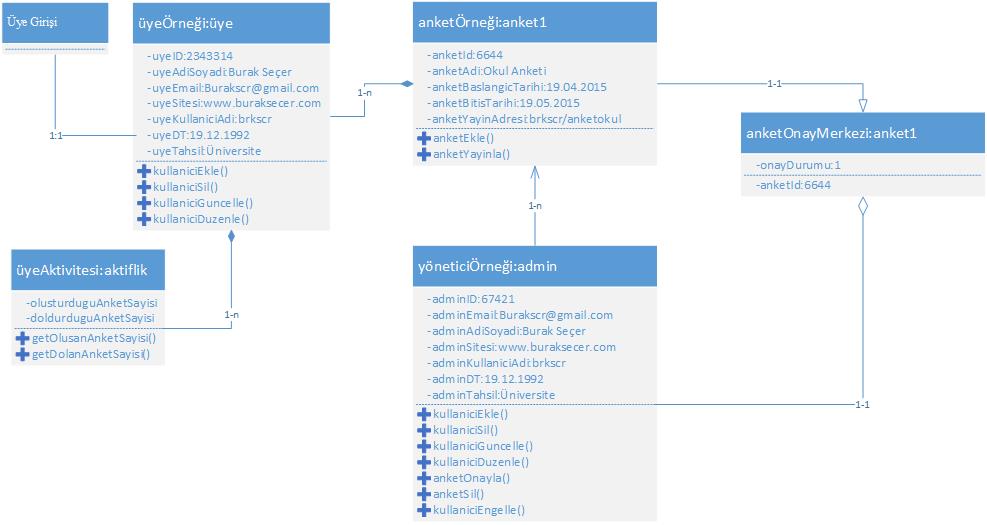 Üye Girişi
1:1
üyeÖrneği:üye
-uyeID:2343314
-uyeAdiSoyadi:Burak Seçer
-uyeEmail:Burakscr@gmail.com
-uyeSitesi:www.buraksecer.com
-uyeKullaniciAdi:brkscr
-uyeDT:19.12.1992
-uyeTahsil:Üniversite
+kullaniciEkle()
+kullaniciSil()
+kullaniciGuncelle()
+kullaniciDuzenle()
1-n
anketÖrneği:anket1
-anketId:6644
-anketAdi:Okul Anketi
-anketBaslangicTarihi:19.04.2015
-anketBitisTarihi:19.05.2015
-anketYayinAdresi:brkscr/anketokul
+anketEkle()
+anketYayinla()
1-1
anketOnayMerkezi:anket1
-onayDurumu:1
-anketId:6644
1-n
üyeAktivitesi:aktiflik
-olusturduguAnketSayisi
-doldurduguAnketSayisi
+getOlusanAnketSayisi()
+getDolanAnketSayisi()
1-n
yöneticiÖrneği:admin
-adminID:67421
-adminEmail:Burakscr@gmail.com
-adminAdiSoyadi:Burak Seçer
-adminSitesi:www.buraksecer.com
-adminKullaniciAdi:brkscr
-adminDT:19.12.1992
-adminTahsil:Üniversite
+kullaniciEkle()
+kullaniciSil()
+kullaniciGuncelle()
+kullaniciDuzenle()
+anketOnayla()
+anketSil()
+kullaniciEngelle()
1-1